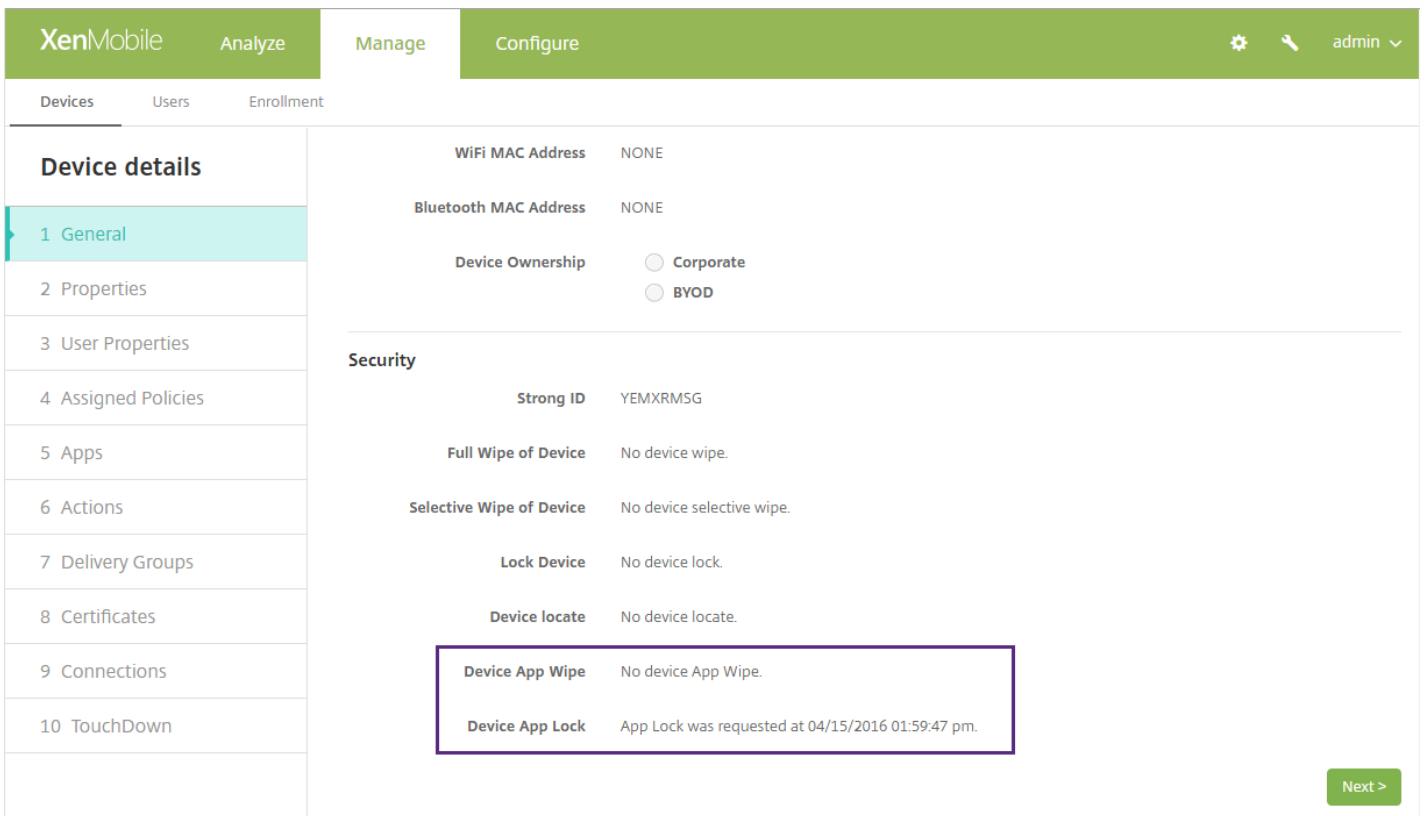 XenMobile Analyze Manage Configure admin
Devices Users Enrollment
Device details
1 General
2 Properties
3 User Properties
4 Assigned Policies
5 Apps
6 Actions
7 Delivery Groups
8 Certificates
9 Connections
10 TouchDown
WiFi MAC Address NONE
Bluetooth MAC Address NONE
Device Ownership Corporate
BYOD
Security
Strong ID YEMXRMSG
Full Wipe of Device No device wipe.
Selective Wipe of Device No device selective wipe.
Lock Device No device lock.
Device locate No device locate.
Device App Wipe No device App Wipe.
Device App Lock App Lock was requested at 04/15/2016 01:59:47 pm.
Next >